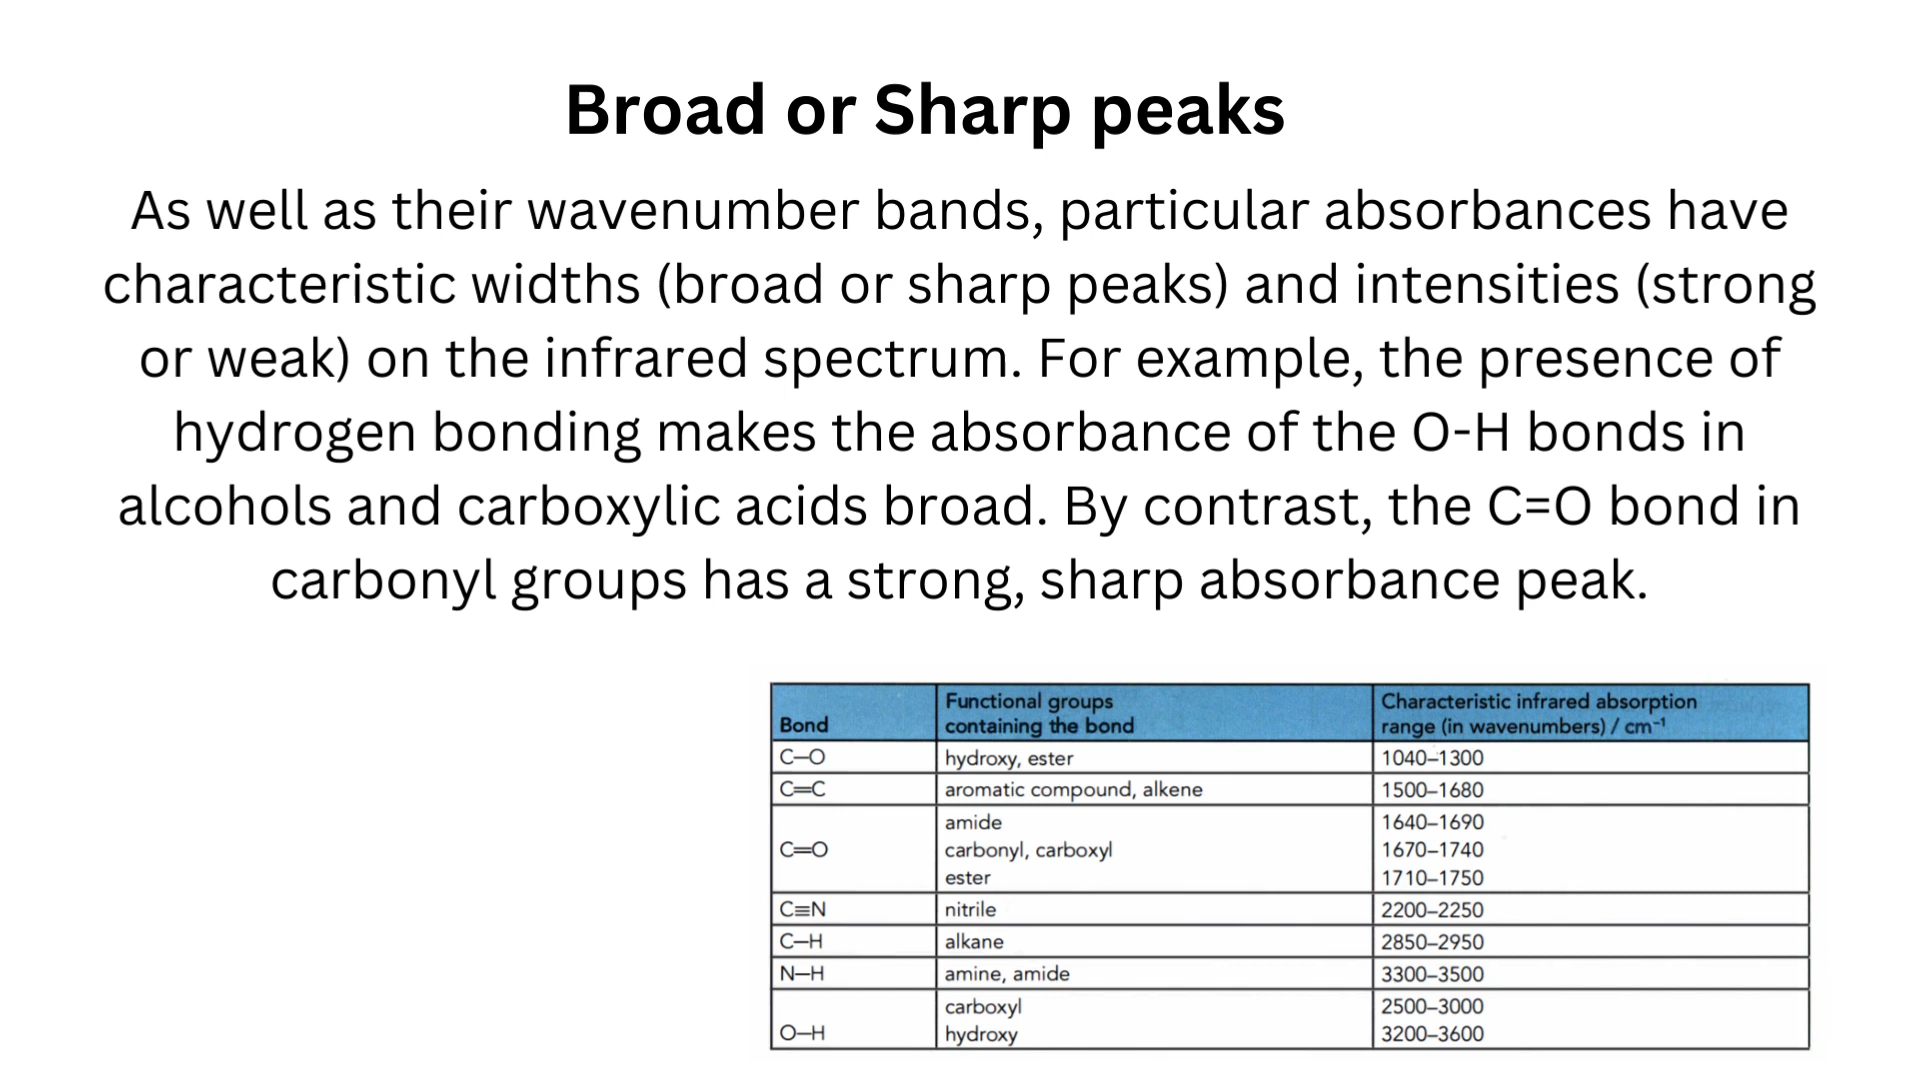 Broad or Sharp peaks
As well as their wavenumber bands, particular absorbances have
characteristic widths (broad or sharp peaks) and intensities (strong
or weak) on the infrared spectrum. For example, the presence of
hydrogen bonding makes the absorbance of the O-H bonds in
alcohols and carboxylic acids broad. By contrast, the C=O bond in
carbonyl groups has a strong, sharp absorbance peak.
Bond Functional groups containing the bond Characteristic infrared absorption range (in wavenumbers) / cm⁻¹
C—O hydroxy, ester 1040–1300
C=C aromatic compound, alkene 1500–1680
C=O amide 1640–1690
carbonyl, carboxyl 1670–1740
ester 1710–1750
C≡N nitrile 2200–2250
C—H alkane 2850–2950
N—H amine, amide 3300–3500
O—H carboxyl 2500–3000
hydroxy 3200–3600